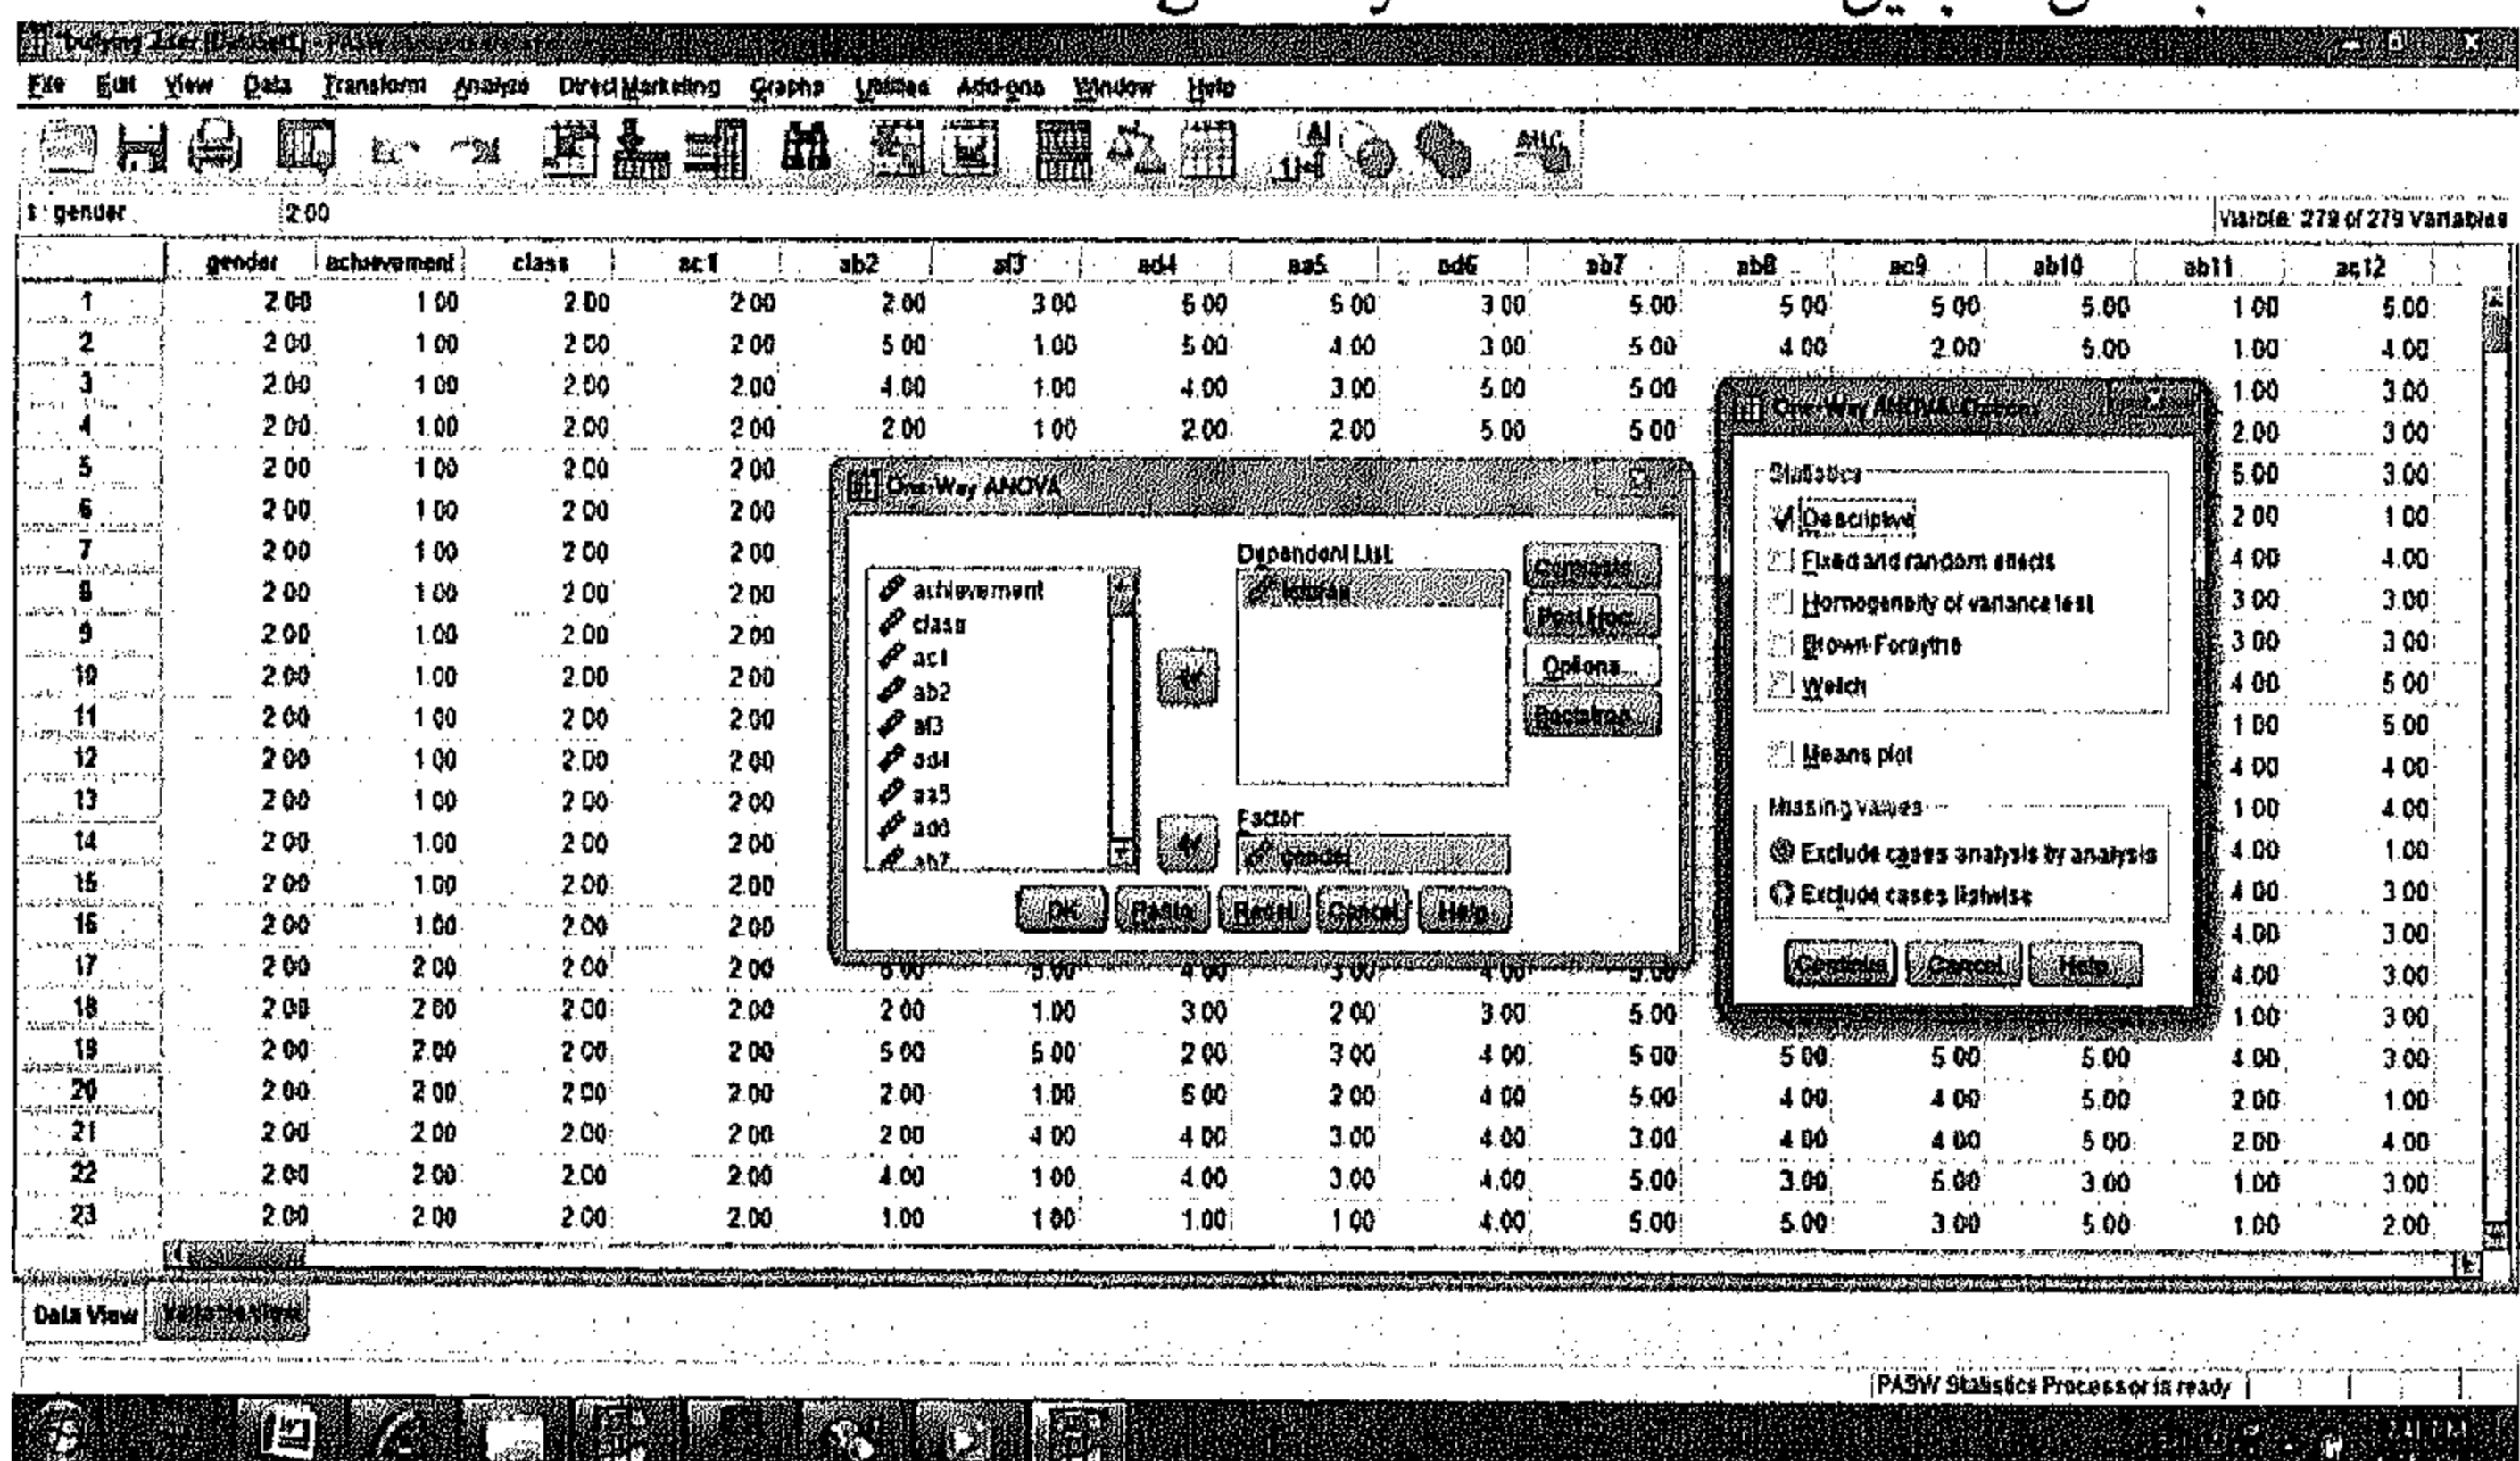 File Edit View Data Transform Analyze Direct Marketing Graphs Utilities Add-ons Window Help
1 : gender 2.00 Visible: 279 of 279 Variables
gender achievement class ac1 ab2 af3 ad4 aa5 ad6 ab7 ab8 ac9 ab10 ab11 ac12
1 2.00 1.00 2.00 2.00 2.00 3.00 5.00 5.00 3.00 5.00 5.00 5.00 5.00 1.00 5.00
2 2.00 1.00 2.00 2.00 5.00 1.00 5.00 4.00 3.00 5.00 4.00 2.00 5.00 1.00 4.00
3 2.00 1.00 2.00 2.00 4.00 1.00 4.00 3.00 5.00 5.00 1.00 3.00
4 2.00 1.00 2.00 2.00 2.00 1.00 2.00 2.00 5.00 5.00 2.00 3.00
5 2.00 1.00 2.00 2.00 5.00 3.00
6 2.00 1.00 2.00 2.00 2.00 1.00
7 2.00 1.00 2.00 2.00 4.00 4.00
8 2.00 1.00 2.00 2.00 3.00 3.00
9 2.00 1.00 2.00 2.00 3.00 3.00
10 2.00 1.00 2.00 2.00 4.00 5.00
11 2.00 1.00 2.00 2.00 1.00 5.00
12 2.00 1.00 2.00 2.00 4.00 4.00
13 2.00 1.00 2.00 2.00 1.00 4.00
14 2.00 1.00 2.00 2.00 4.00 1.00
15 2.00 1.00 2.00 2.00 4.00 3.00
16 2.00 1.00 2.00 2.00 4.00 3.00
17 2.00 2.00 2.00 2.00 5.00 5.00 4.00 3.00 4.00 5.00 4.00 3.00
18 2.00 2.00 2.00 2.00 2.00 1.00 3.00 2.00 3.00 5.00 1.00 3.00
19 2.00 2.00 2.00 2.00 5.00 5.00 2.00 3.00 4.00 5.00 5.00 5.00 5.00 4.00 3.00
20 2.00 2.00 2.00 2.00 2.00 1.00 5.00 2.00 4.00 5.00 4.00 4.00 5.00 2.00 1.00
21 2.00 2.00 2.00 2.00 2.00 4.00 4.00 3.00 4.00 3.00 4.00 4.00 5.00 2.00 4.00
22 2.00 2.00 2.00 2.00 4.00 1.00 4.00 3.00 4.00 5.00 3.00 5.00 3.00 1.00 3.00
23 2.00 2.00 2.00 2.00 1.00 1.00 1.00 1.00 4.00 5.00 5.00 3.00 5.00 1.00 2.00
One-Way ANOVA
achievement
class
ac1
ab2
af3
ad4
aa5
ad6
ab7
Dependent List:
Factor:
gender
Contrasts...
Post Hoc...
Options...
Bootstrap...
OK Paste Reset Cancel Help
One-Way ANOVA: Options
Statistics
Descriptive
Fixed and random effects
Homogeneity of variance test
Brown-Forsythe
Welch
Means plot
Missing Values
Exclude cases analysis by analysis
Exclude cases listwise
Continue Cancel Help
Data View Variable View
PASW Statistics Processor is ready